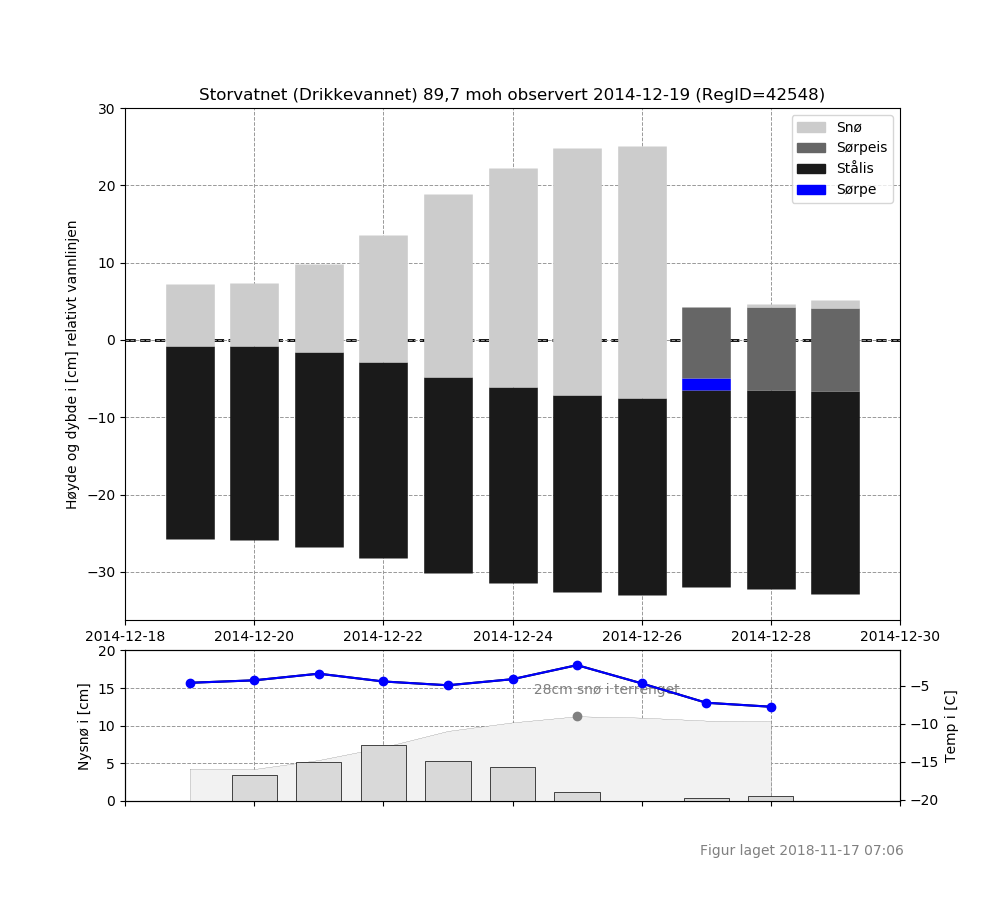 Storvatnet (Drikkevannet) 89,7 moh observert 2014-12-19 (RegID=42548)
Høyde og dybde i [cm] relativt vannlinjen
30
20
10
0
−10
−20
−30
Snø
Sørpeis
Stålis
Sørpe
2014-12-18
2014-12-20
2014-12-22
2014-12-24
2014-12-26
2014-12-28
2014-12-30
Nysnø i [cm]
20
15
10
5
0
28cm snø i terrenget
−5
−10
−15
−20
Temp i [C]
Figur laget 2018-11-17 07:06